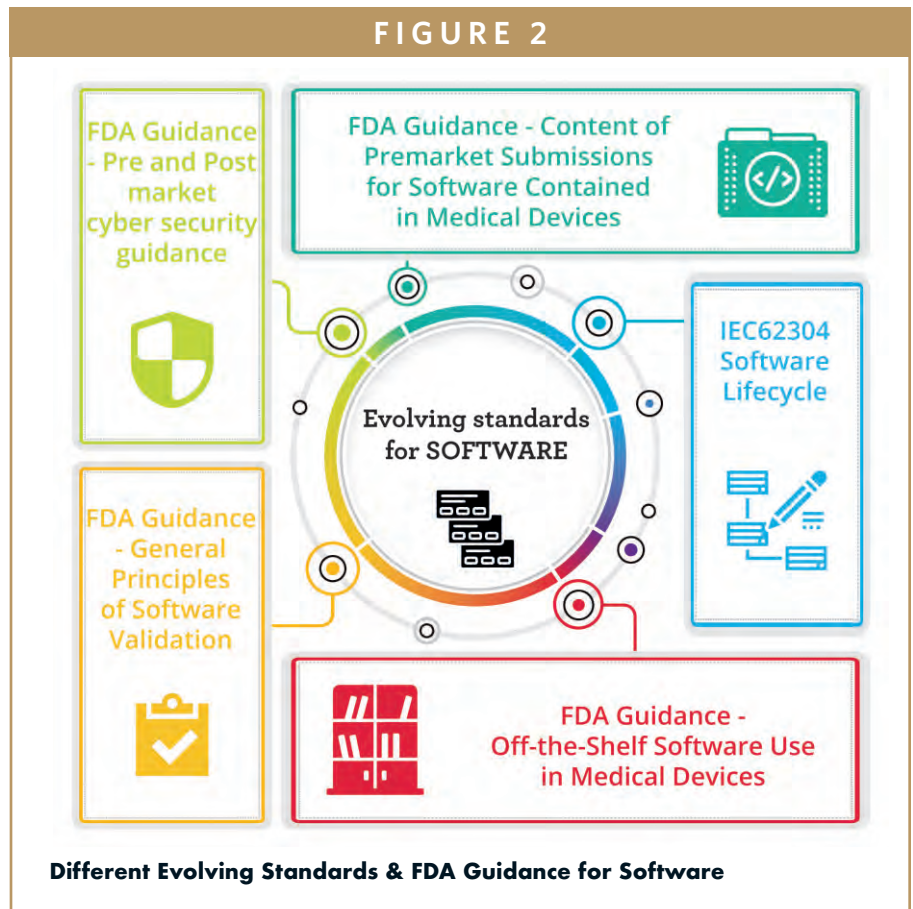 FIGURE 2
FDA Guidance
- Pre and Post
market
cyber security
guidance
FDA Guidance - Content of
Premarket Submissions
for Software Contained
in Medical Devices
</>
IEC62304
Software
Lifecycle
Evolving standards
for SOFTWARE
FDA Guidance
- General
Principles
of Software
Validation
FDA Guidance -
Off-the-Shelf Software Use
in Medical Devices
Different Evolving Standards & FDA Guidance for Software